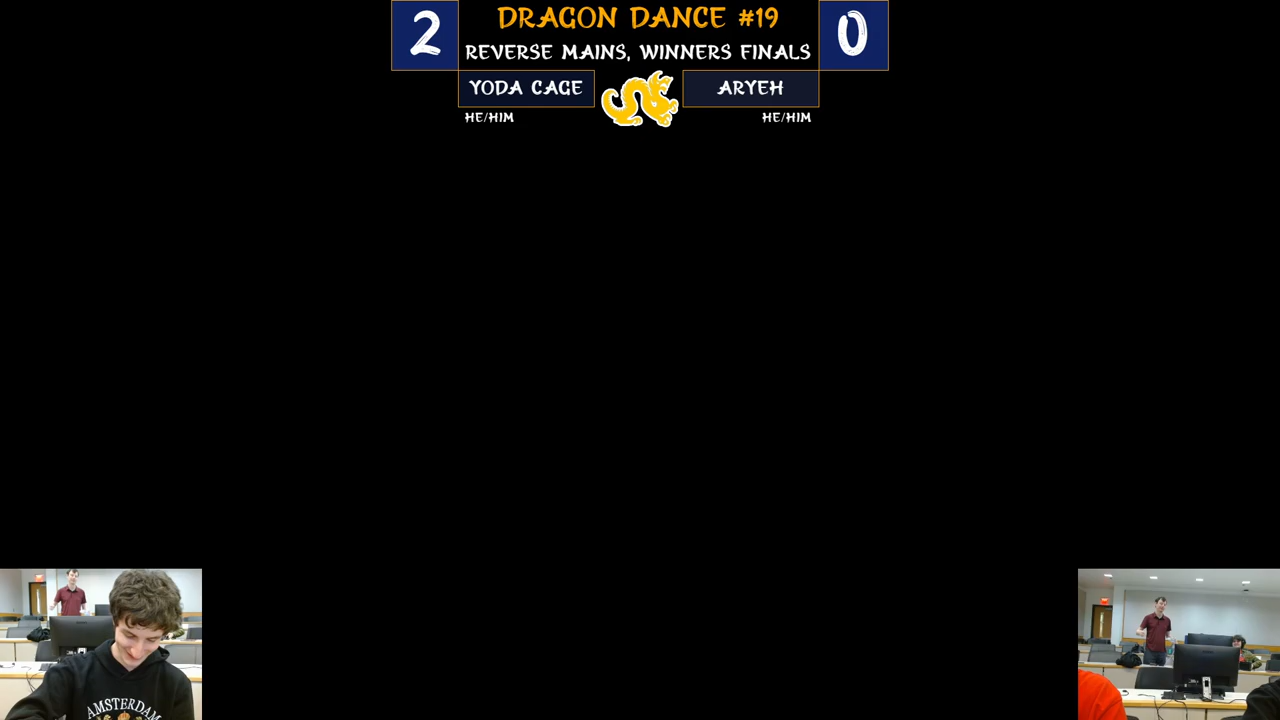 2
DRAGON DANCE #19
0
REVERSE MAINS, WINNERS FINALS
YODA CAGE
ARYEH
HE/HIM
HE/HIM
AMSTERDAM